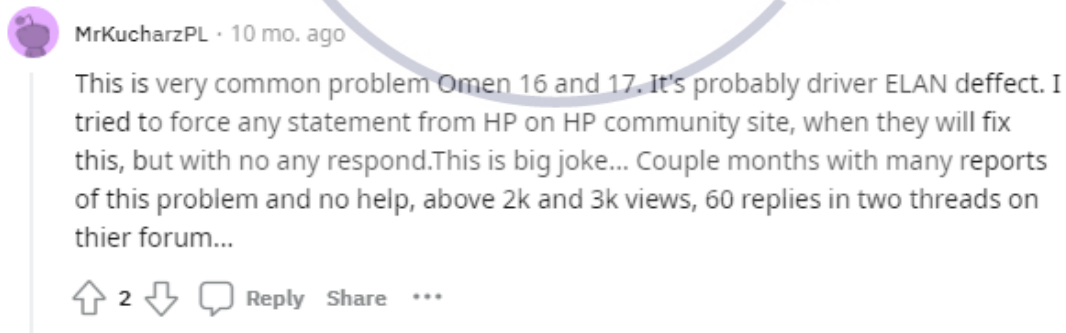 MrKucharzPL · 10 mo. ago
This is very common problem Omen 16 and 17. It's probably driver ELAN deffect. I
tried to force any statement from HP on HP community site, when they will fix
this, but with no any respond.This is big joke... Couple months with many reports
of this problem and no help, above 2k and 3k views, 60 replies in two threads on
thier forum...
2 Reply Share ...